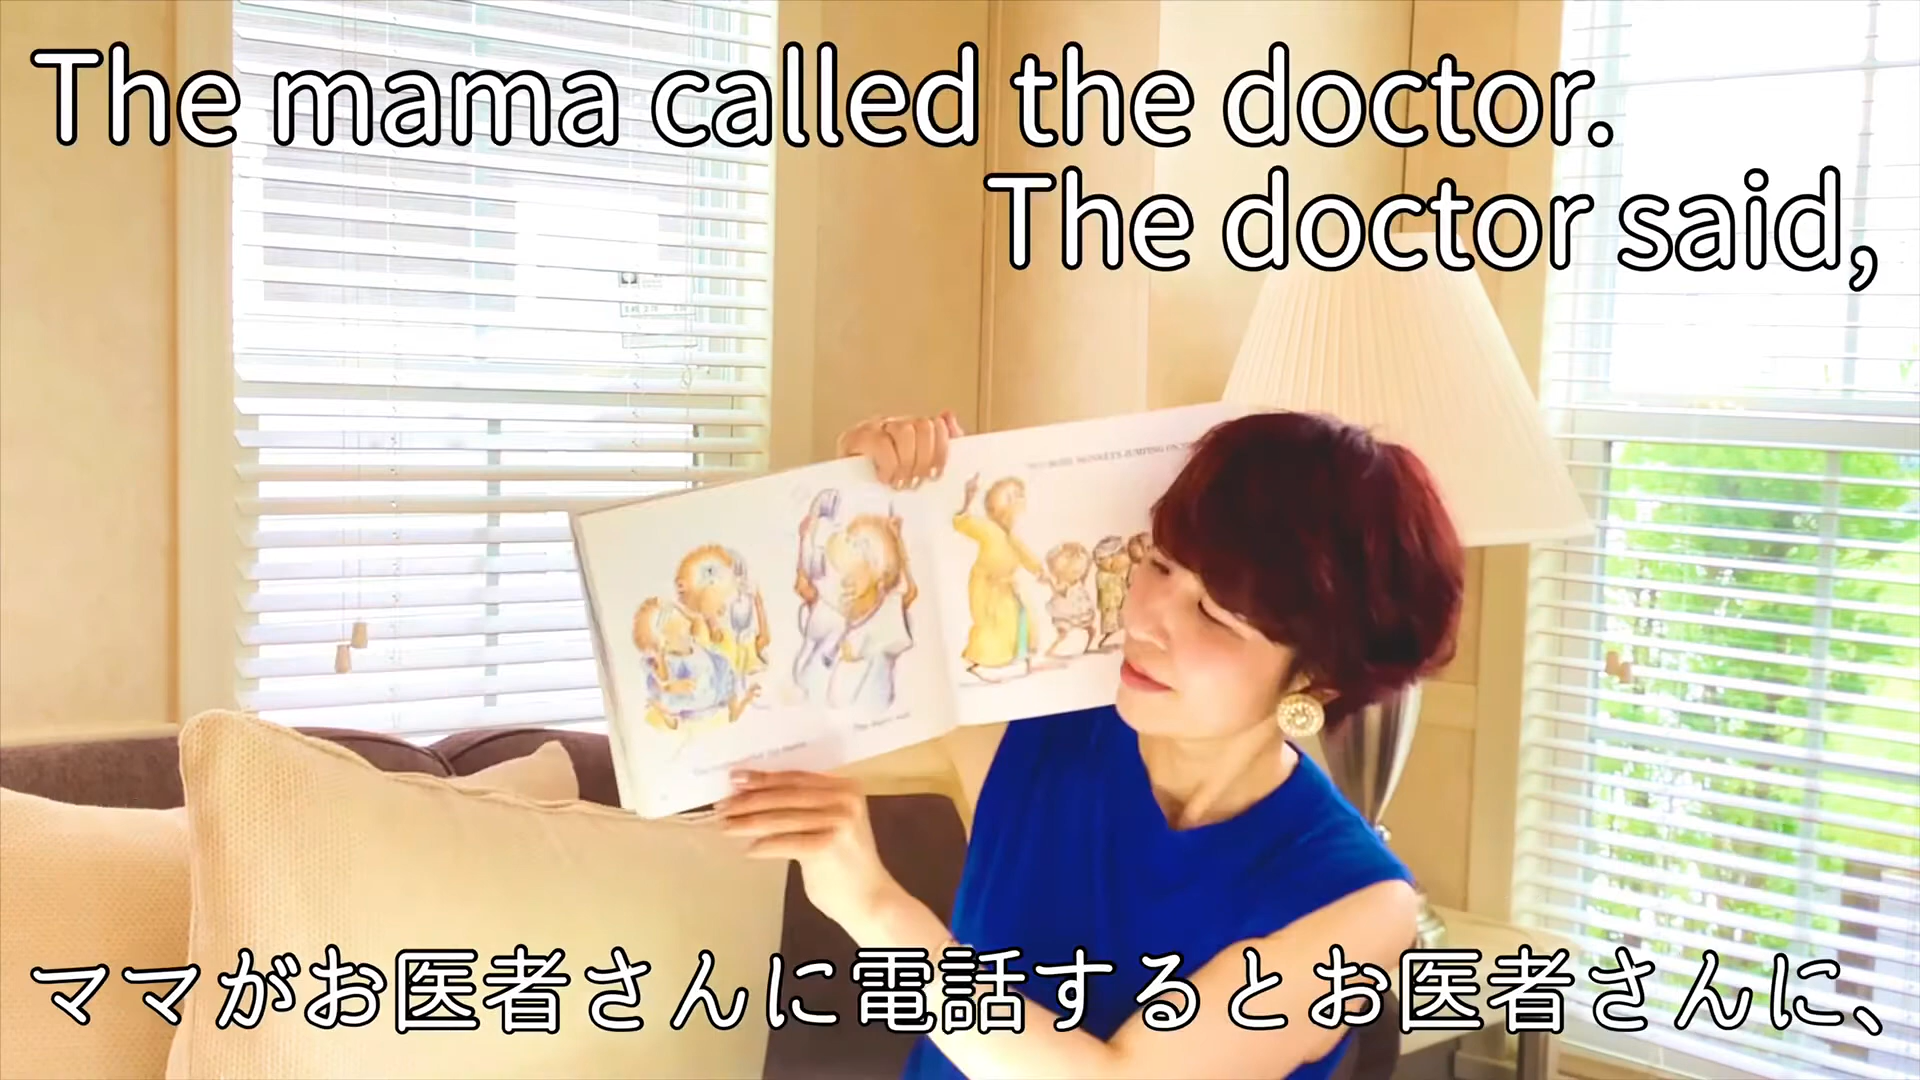 The mama called the doctor.
The doctor said,
ママがお医者さんに電話するとお医者さんに、